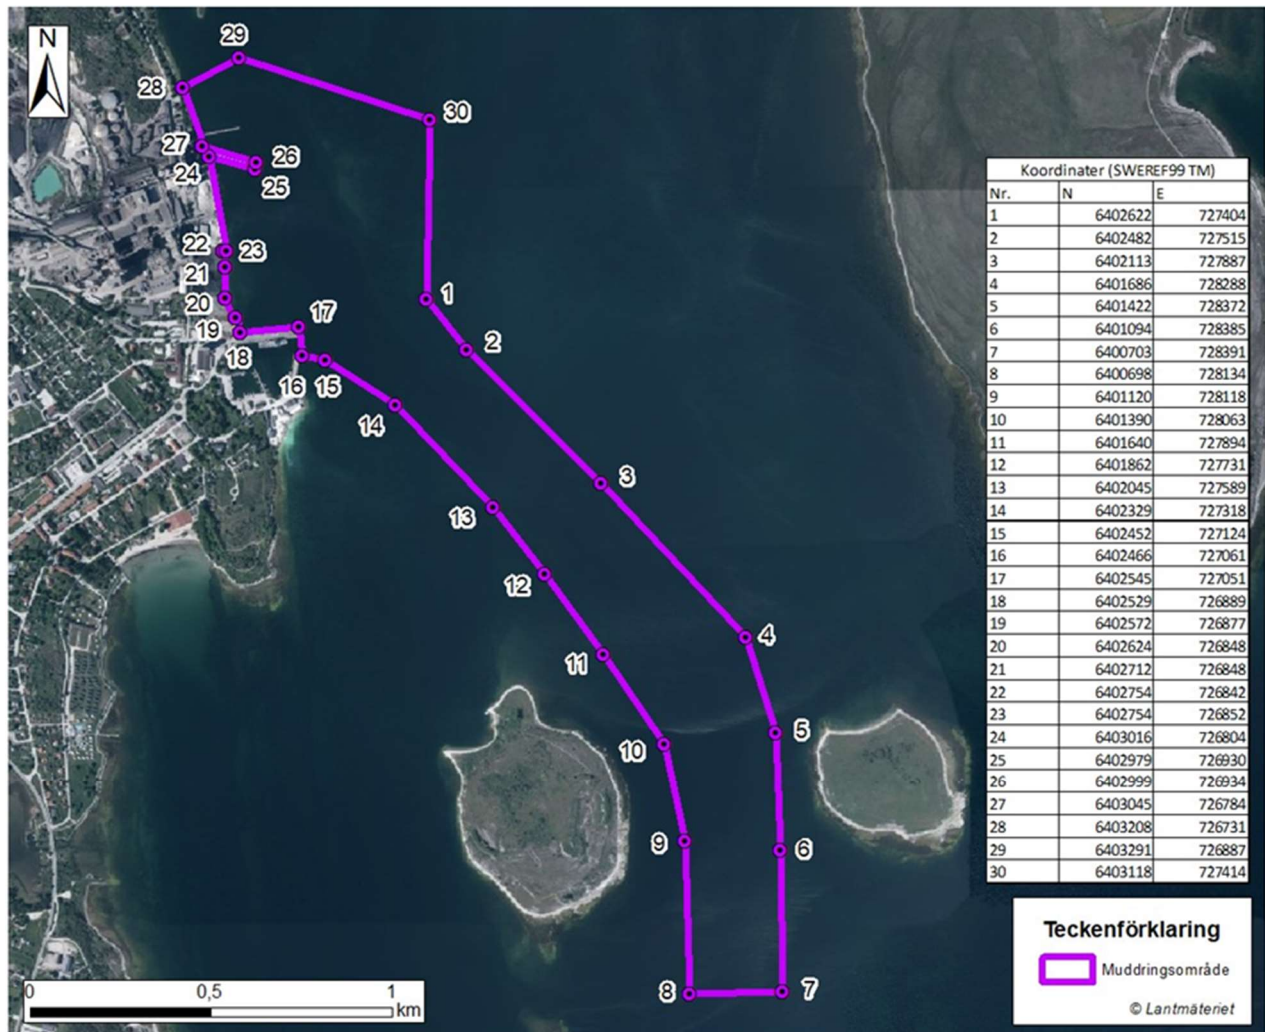 N
29
28
30
27
26
24
25
22
23
21
20
19
18
17
16
15
14
1
2
3
13
12
11
4
10
5
9
6
8
7
Koordinater (SWEREF99 TM)
Nr. N E
1 6402622 727404
2 6402482 727515
3 6402113 727887
4 6401686 728288
5 6401422 728372
6 6401094 728385
7 6400703 728391
8 6400698 728134
9 6401120 728118
10 6401390 728063
11 6401640 727894
12 6401862 727731
13 6402045 727589
14 6402329 727318
15 6402452 727124
16 6402466 727061
17 6402545 727051
18 6402529 726889
19 6402572 726877
20 6402624 726848
21 6402712 726848
22 6402754 726842
23 6402754 726852
24 6403016 726804
25 6402979 726930
26 6402999 726934
27 6403045 726784
28 6403208 726731
29 6403291 726887
30 6403118 727414
Teckenförklaring
Muddringsområde
© Lantmäteriet
0 0,5 1
km